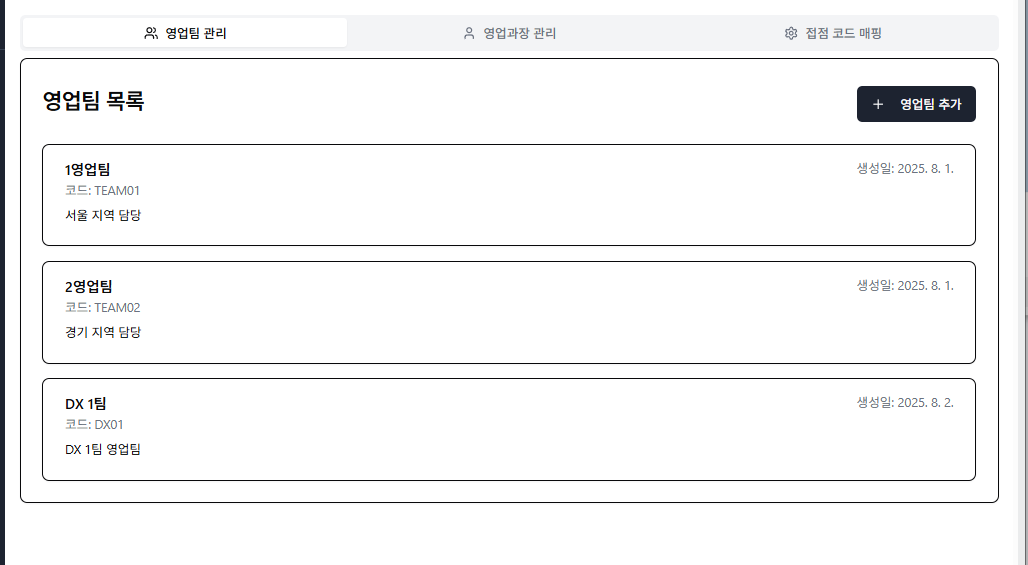 영업팀 관리
영업과장 관리
접점 코드 매핑
영업팀 목록
+ 영업팀 추가
1영업팀
생성일: 2025. 8. 1.
코드: TEAM01
서울 지역 담당
2영업팀
생성일: 2025. 8. 1.
코드: TEAM02
경기 지역 담당
DX 1팀
생성일: 2025. 8. 2.
코드: DX01
DX 1팀 영업팀